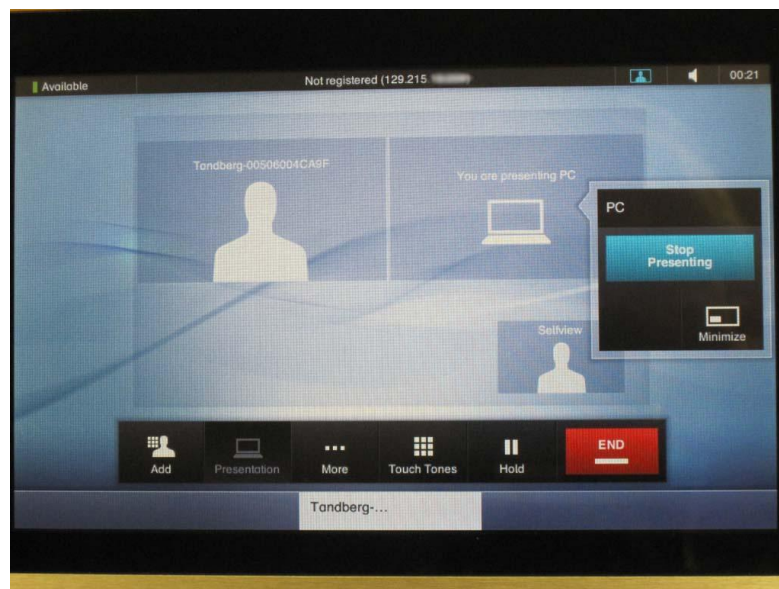 Available
Not registered (129.215.
00:21
Tandberg-00506004CA9F
You are presenting PC
PC
Stop
Presenting
Minimize
Selfview
Add
Presentation
More
Touch Tones
Hold
END
Tandberg-...